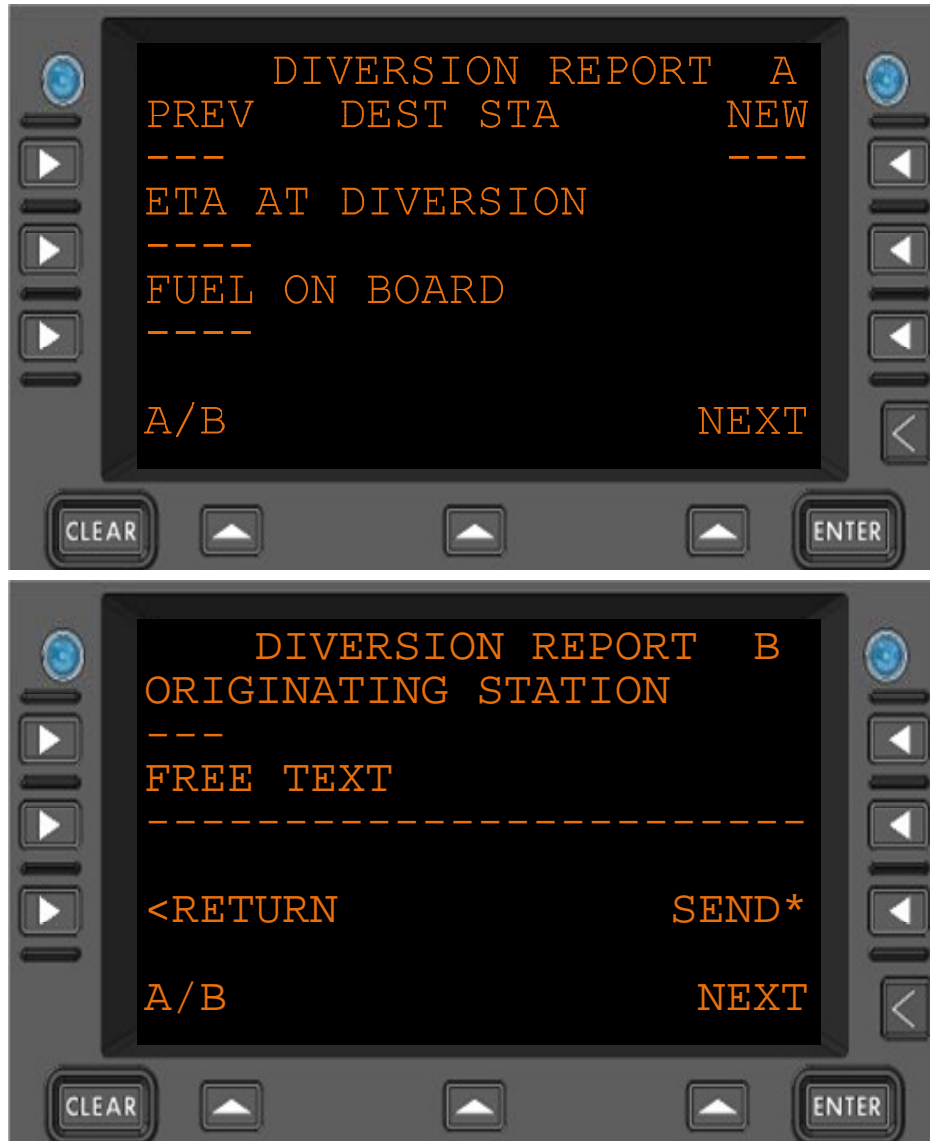 DIVERSION REPORT A
PREV DEST STA NEW
--- ---
ETA AT DIVERSION
----
FUEL ON BOARD
----
A/B NEXT
CLEAR ENTER
DIVERSION REPORT B
ORIGINATING STATION
---
FREE TEXT
------------------------
<RETURN SEND*
A/B NEXT
CLEAR ENTER